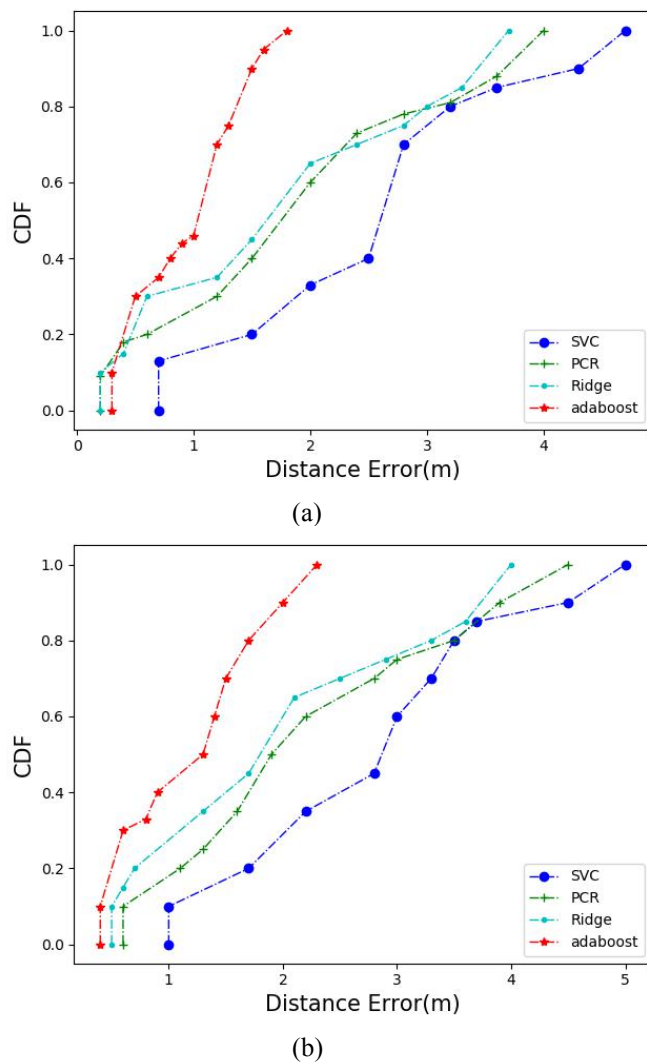 1.0
0.8
0.6
0.4
0.2
0.0
CDF
SVC
PCR
Ridge
adaboost
0 1 2 3 4
Distance Error(m)
(a)
1.0
0.8
0.6
0.4
0.2
0.0
CDF
SVC
PCR
Ridge
adaboost
1 2 3 4 5
Distance Error(m)
(b)